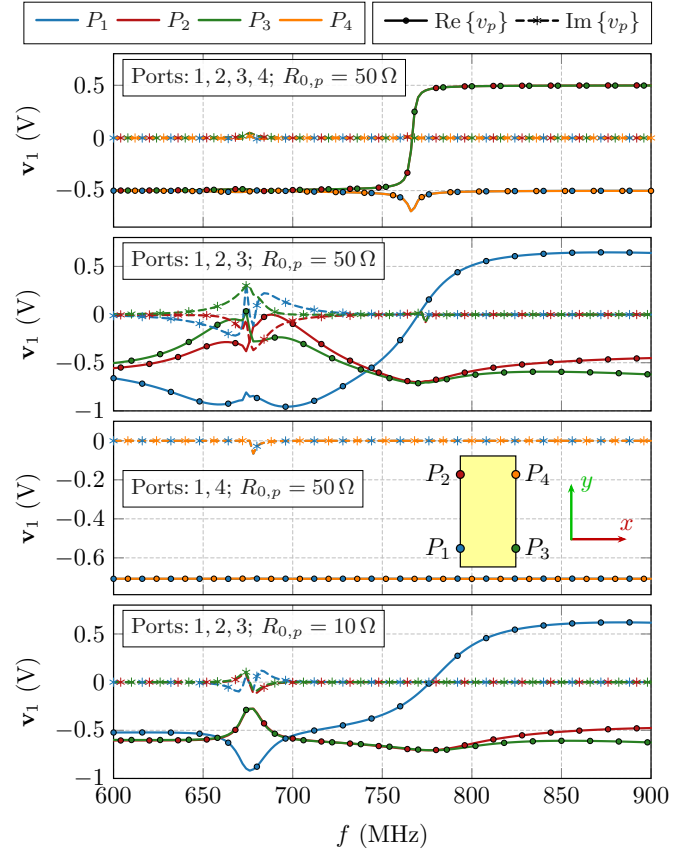 P₁ P₂ P₃ P₄ Re {vₚ} Im {vₚ}
Ports: 1, 2, 3, 4; R₀,ₚ = 50 Ω
0.5
0
−0.5
v₁ (V)
Ports: 1, 2, 3; R₀,ₚ = 50 Ω
0.5
0
−0.5
−1
v₁ (V)
0
−0.2
−0.4
−0.6
v₁ (V)
Ports: 1, 4; R₀,ₚ = 50 Ω
P₂ P₄
P₁ P₃
y
x
Ports: 1, 2, 3; R₀,ₚ = 10 Ω
0.5
0
−0.5
−1
v₁ (V)
600 650 700 750 800 850 900
f (MHz)